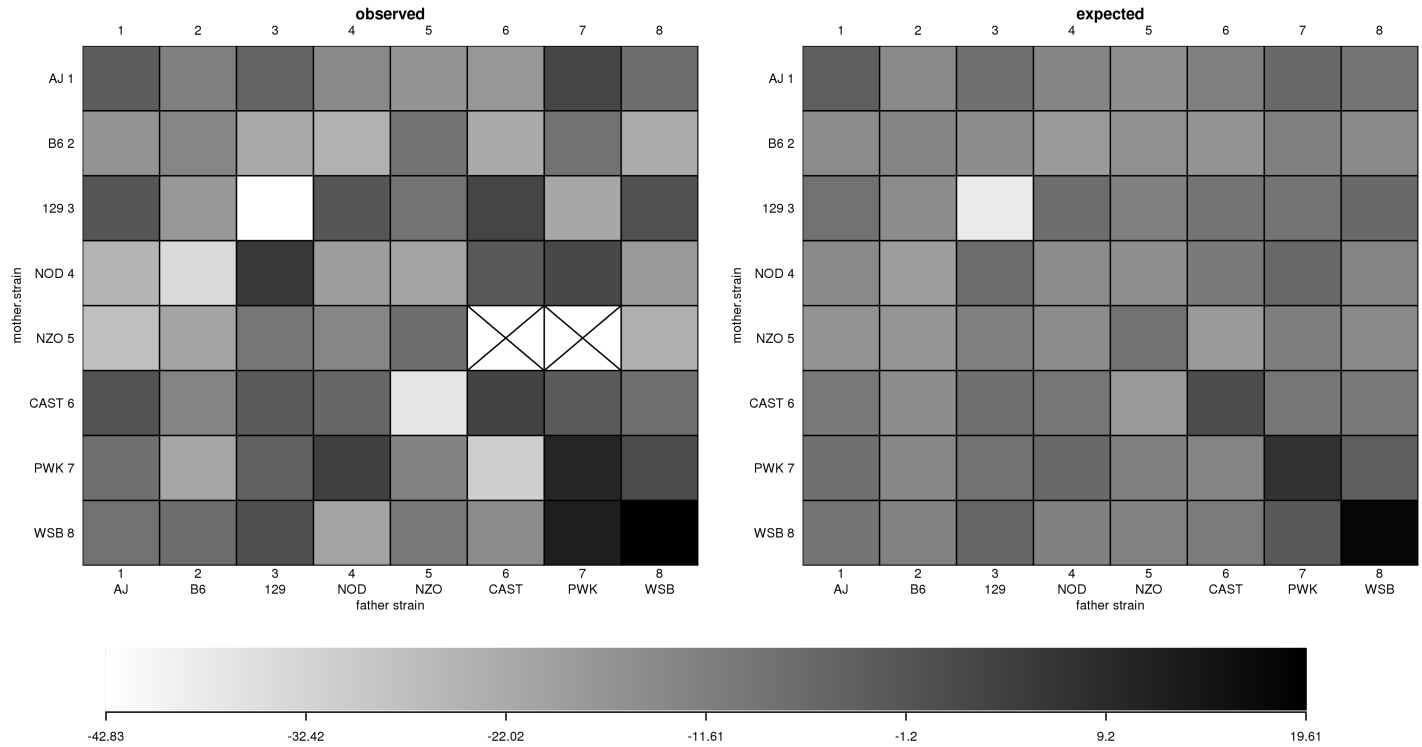 observed
1 2 3 4 5 6 7 8
AJ 1
B6 2
129 3
NOD 4
NZO 5
CAST 6
PWK 7
WSB 8
mother.strain
1 2 3 4 5 6 7 8
AJ B6 129 NOD NZO CAST PWK WSB
father strain
expected
1 2 3 4 5 6 7 8
AJ 1
B6 2
129 3
NOD 4
NZO 5
CAST 6
PWK 7
WSB 8
mother.strain
1 2 3 4 5 6 7 8
AJ B6 129 NOD NZO CAST PWK WSB
father strain
-42.83 -32.42 -22.02 -11.61 -1.2 9.2 19.61